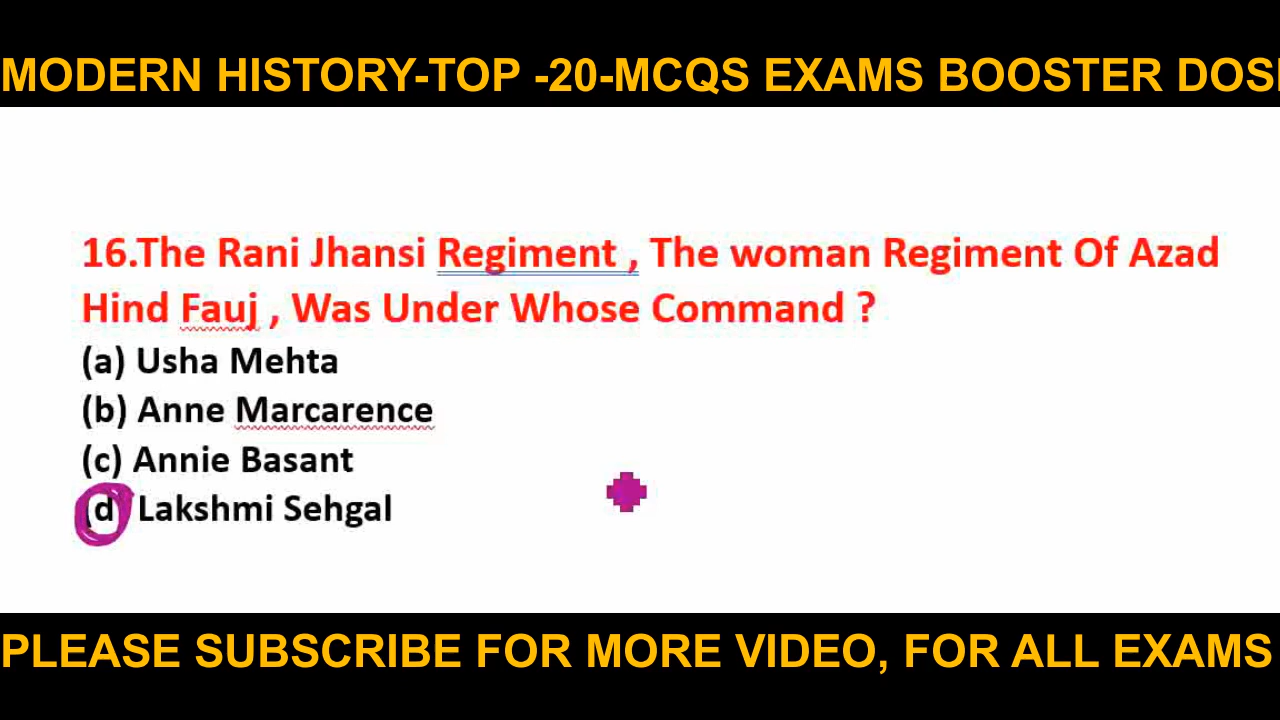 MODERN HISTORY-TOP -20-MCQS EXAMS BOOSTER DOS
16.The Rani Jhansi Regiment , The woman Regiment Of Azad
Hind Fauj , Was Under Whose Command ?
(a) Usha Mehta
(b) Anne Marcarence
(c) Annie Basant
(d) Lakshmi Sehgal
PLEASE SUBSCRIBE FOR MORE VIDEO, FOR ALL EXAMS